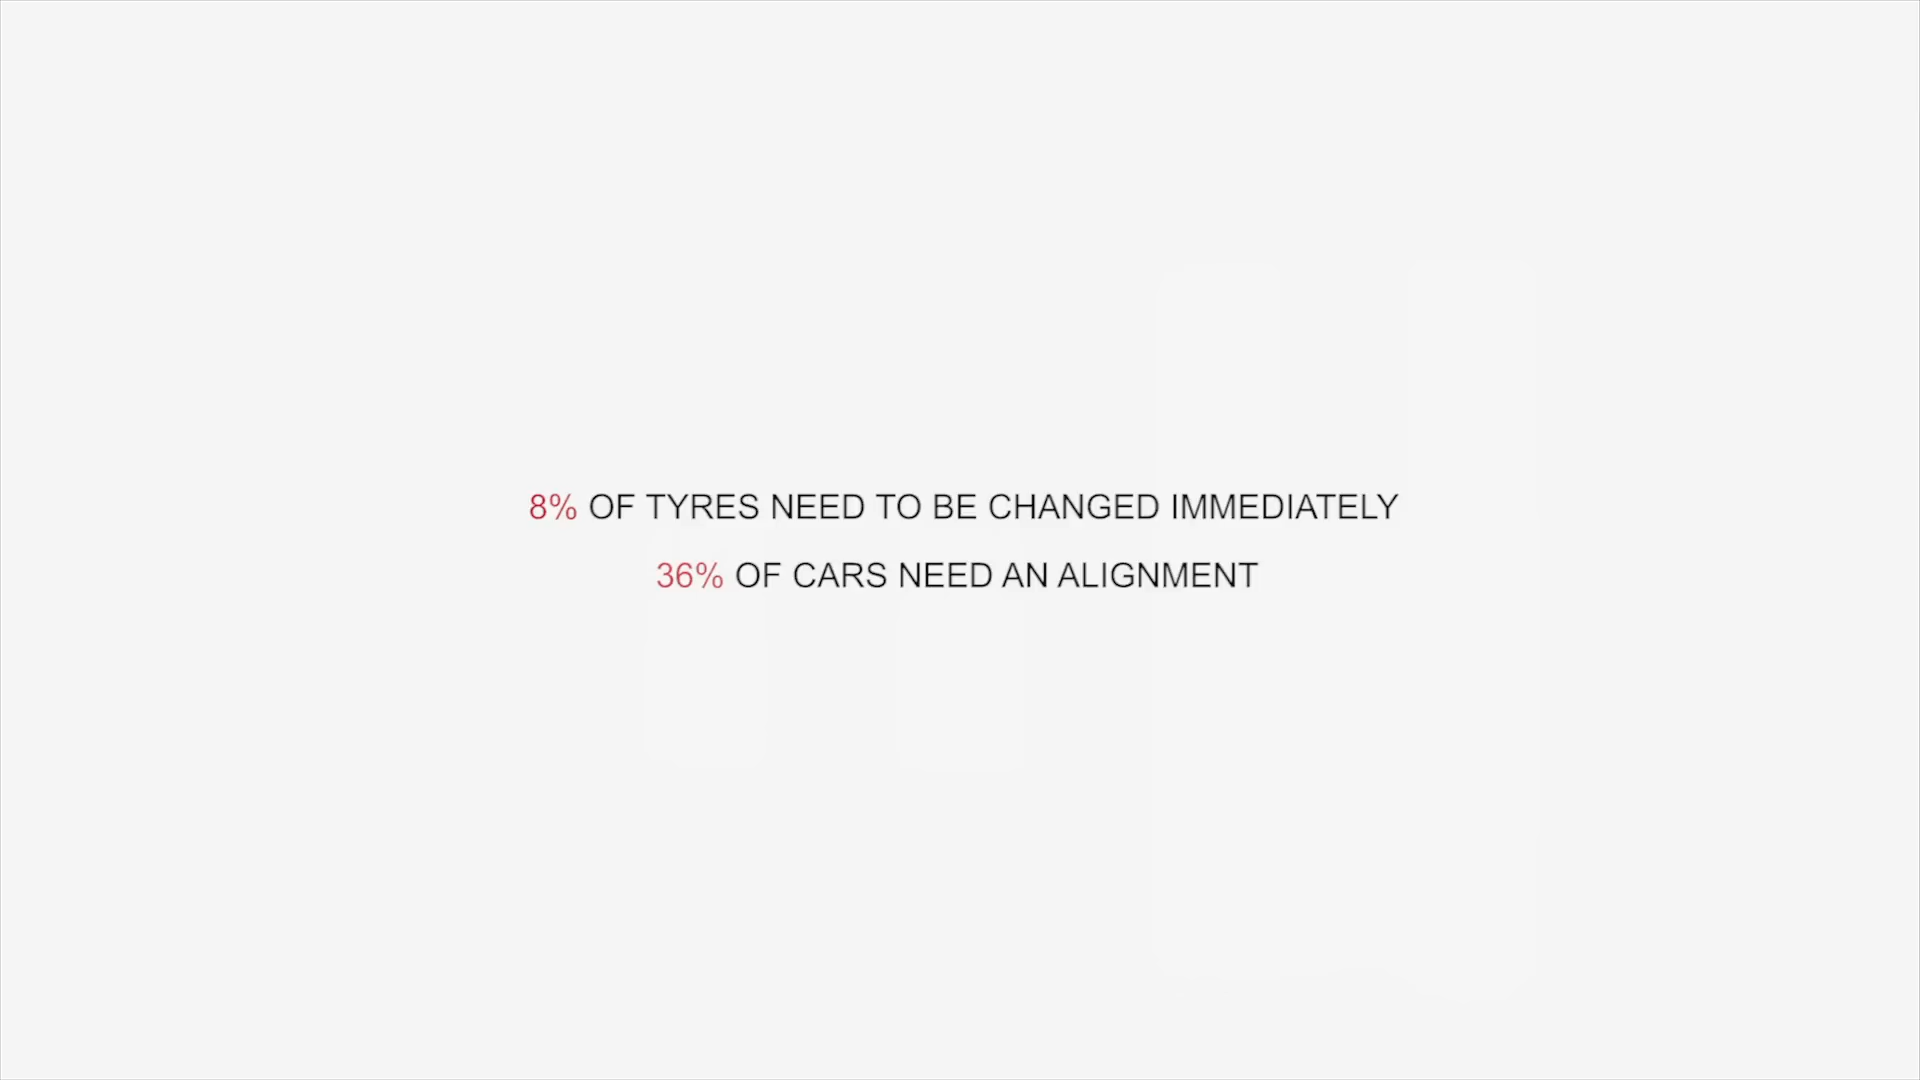 8% OF TYRES NEED TO BE CHANGED IMMEDIATELY
36% OF CARS NEED AN ALIGNMENT